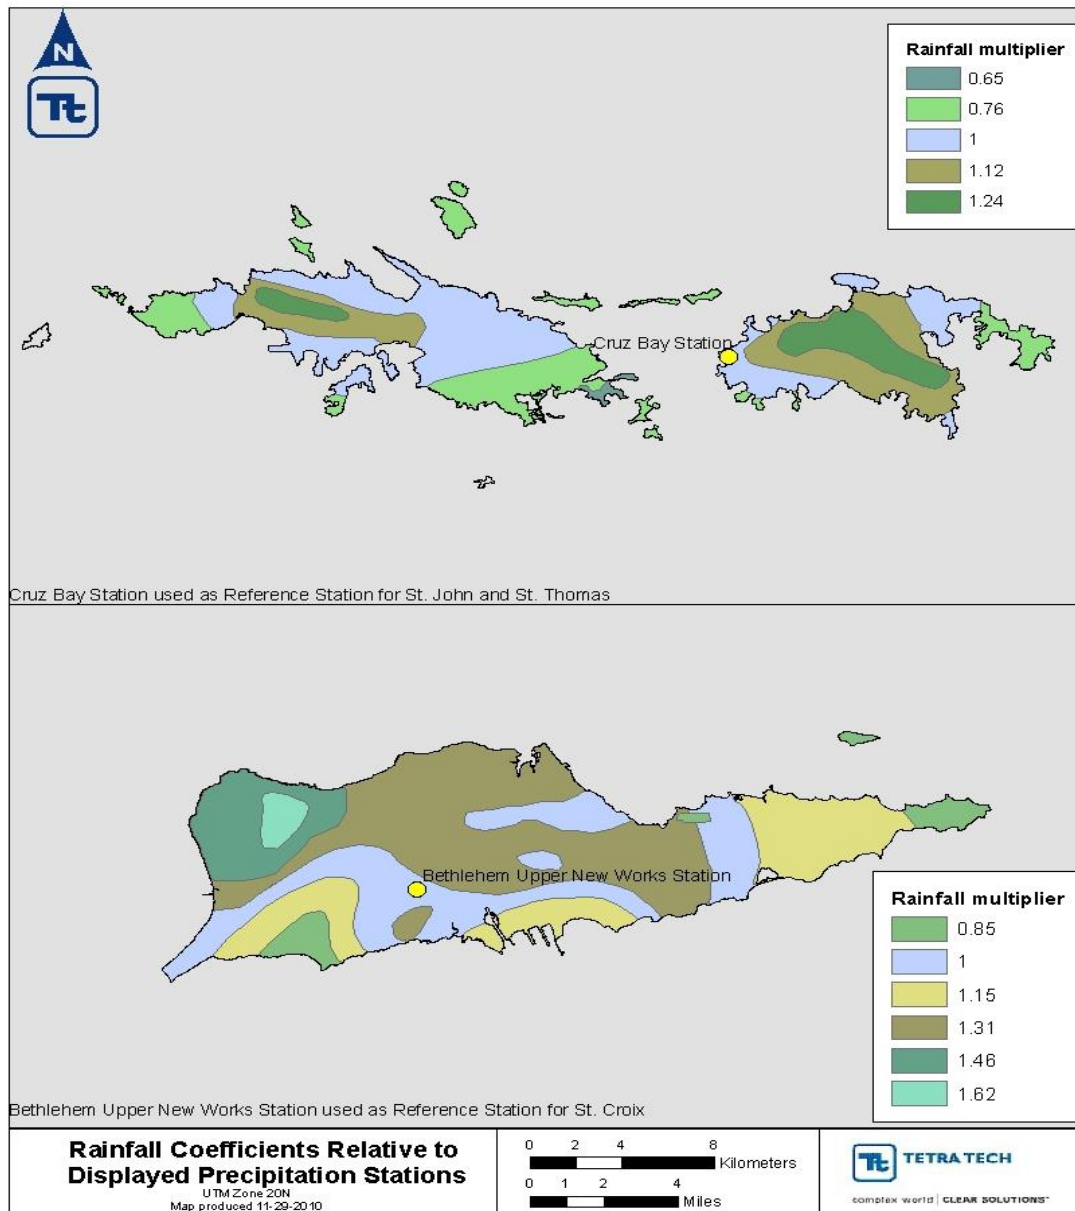 N
Tt
Rainfall multiplier
0.65
0.76
1
1.12
1.24
Cruz Bay Station
Cruz Bay Station used as Reference Station for St. John and St. Thomas
Bethlehem Upper New Works Station
Rainfall multiplier
0.85
1
1.15
1.31
1.46
1.62
Bethlehem Upper New Works Station used as Reference Station for St. Croix
Rainfall Coefficients Relative to
Displayed Precipitation Stations
UTM Zone 20N
Map produced 11-29-2010
0 2 4 8
Kilometers
0 1 2 4
Miles
Tt TETRA TECH
complex world | CLEAR SOLUTIONS™